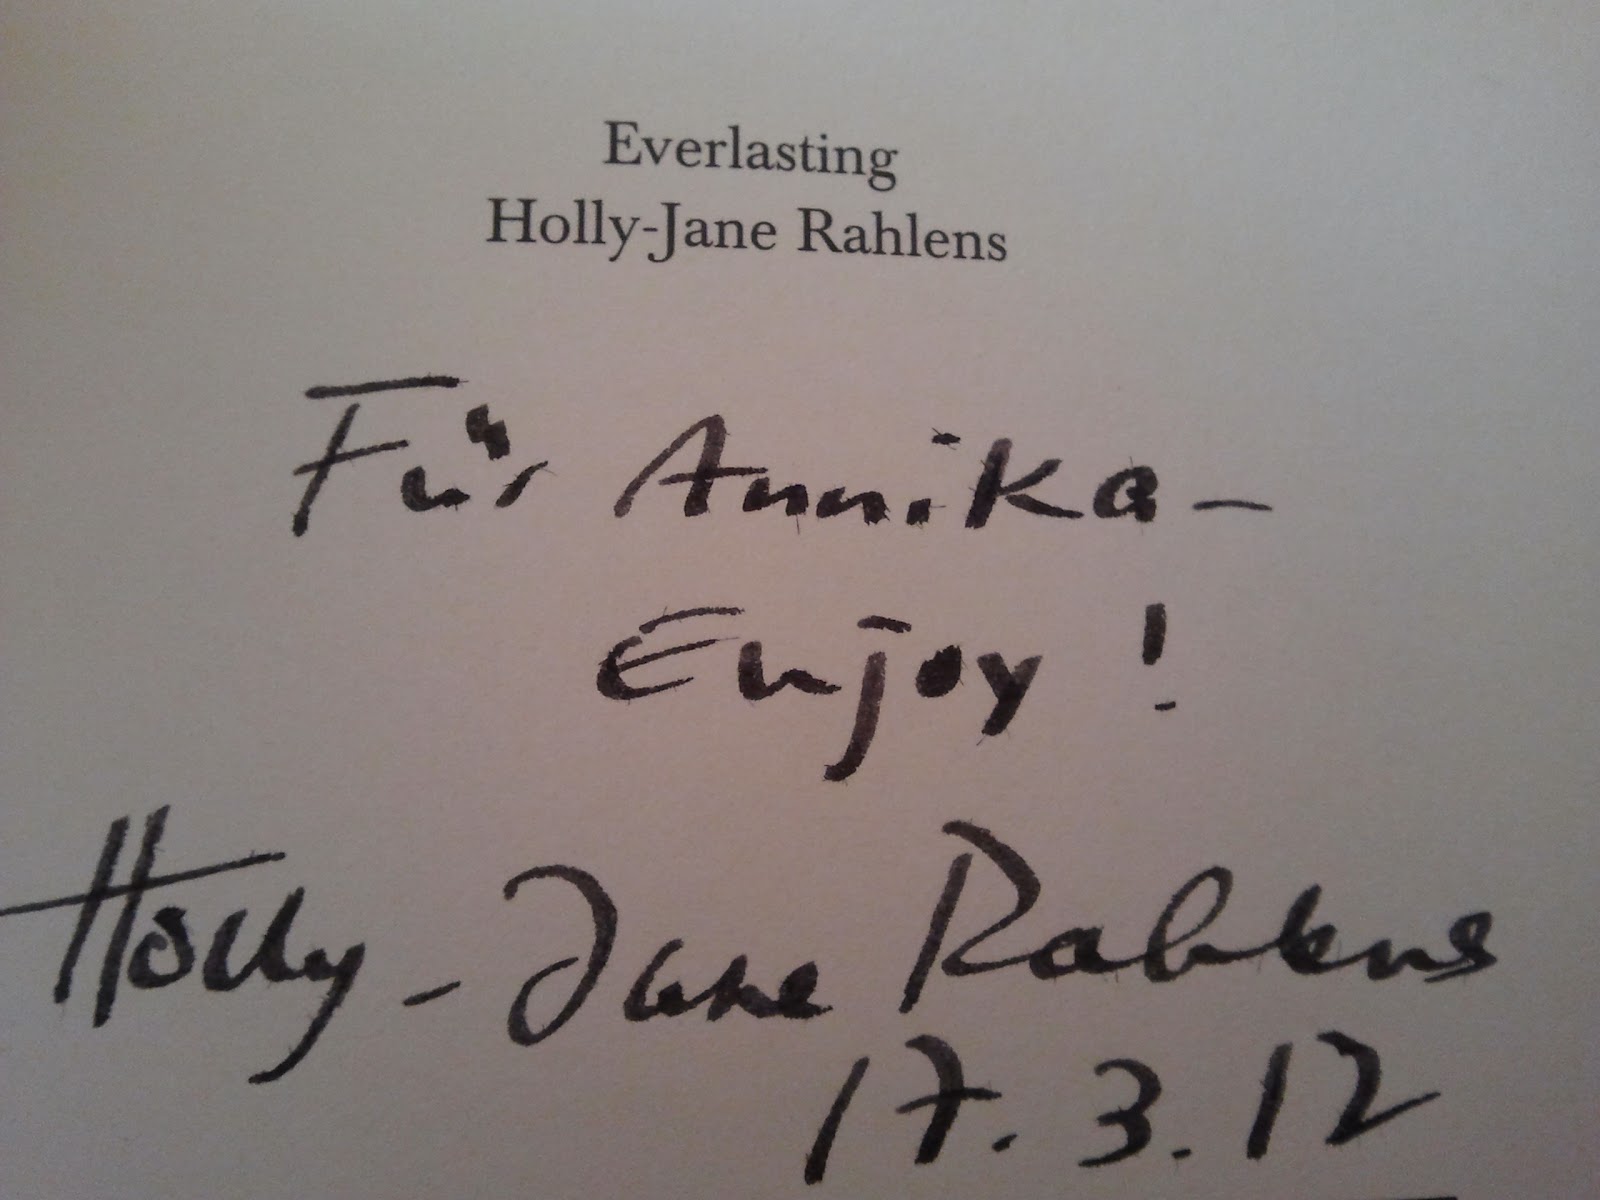 Everlasting
Holly-Jane Rahlens
Für Annika –
Enjoy!
Holly-Jane Rahlens
17.3.12